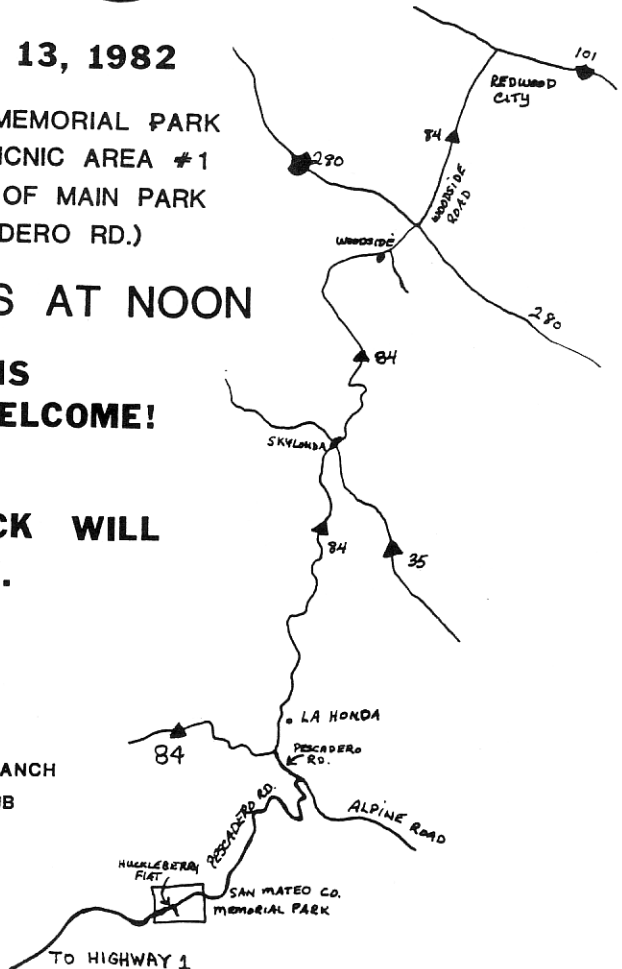 13, 1982
MEMORIAL PARK
PICNIC AREA #1
OF MAIN PARK
DERO RD.)
S AT NOON
IS
ELCOME!
CK WILL
.
ANCH
UB
101
REDWOOD
CITY
84
WOODSIDE
ROAD
280
WOODSIDE
280
84
SKYLONDA
84
35
LA HONDA
84
PESCADERO
RD.
PESCADERO RD.
ALPINE ROAD
HUCKLEBERRY
FLAT
SAN MATEO CO.
MEMORIAL PARK
TO HIGHWAY 1